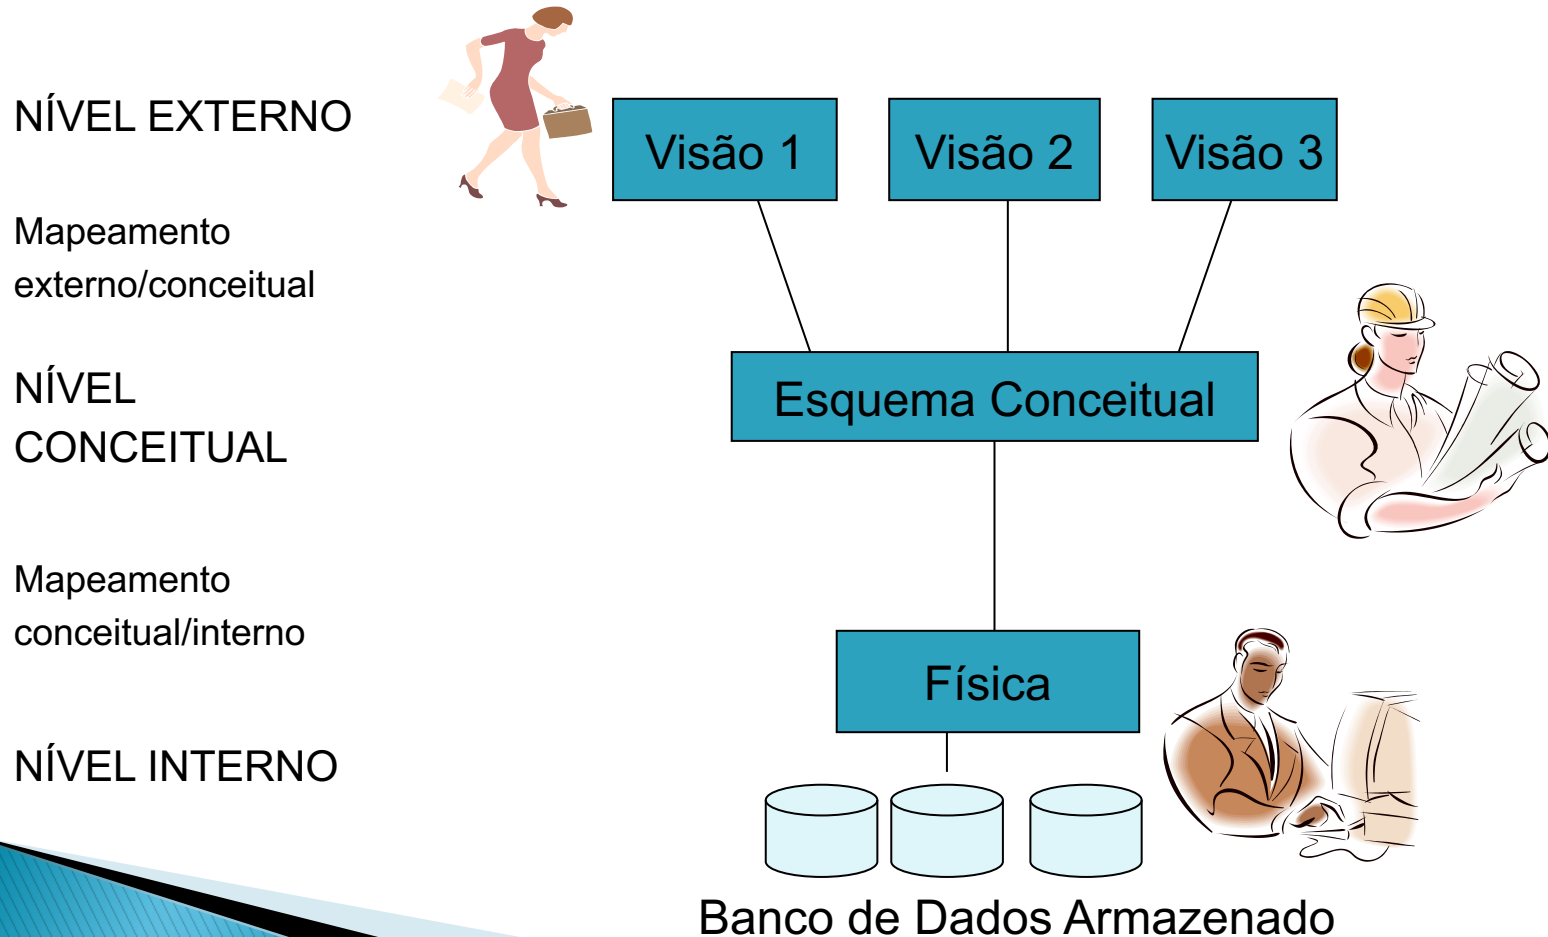 NÍVEL EXTERNO
Visão 1
Visão 2
Visão 3
Mapeamento
externo/conceitual
NÍVEL
CONCEITUAL
Esquema Conceitual
Mapeamento
conceitual/interno
Física
NÍVEL INTERNO
Banco de Dados Armazenado